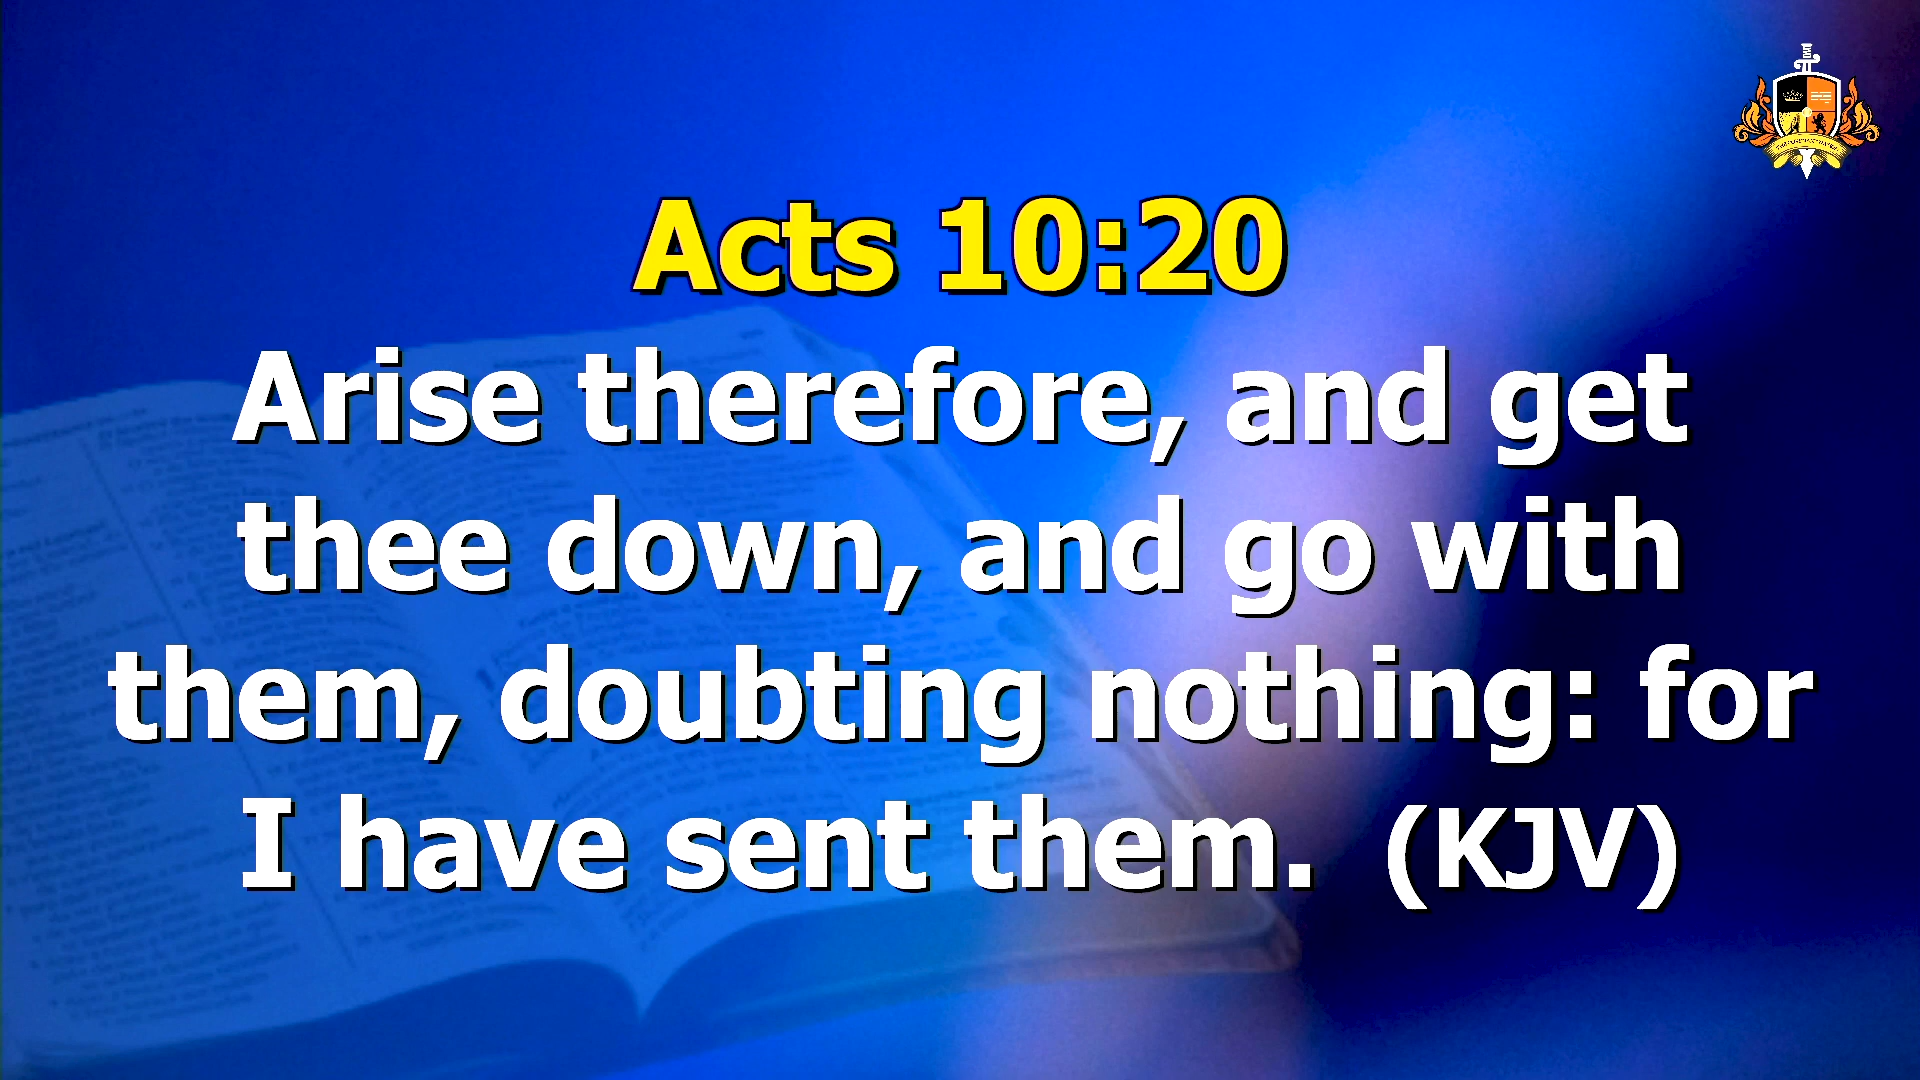 Acts 10:20
Arise therefore, and get
thee down, and go with
them, doubting nothing: for
I have sent them. (KJV)